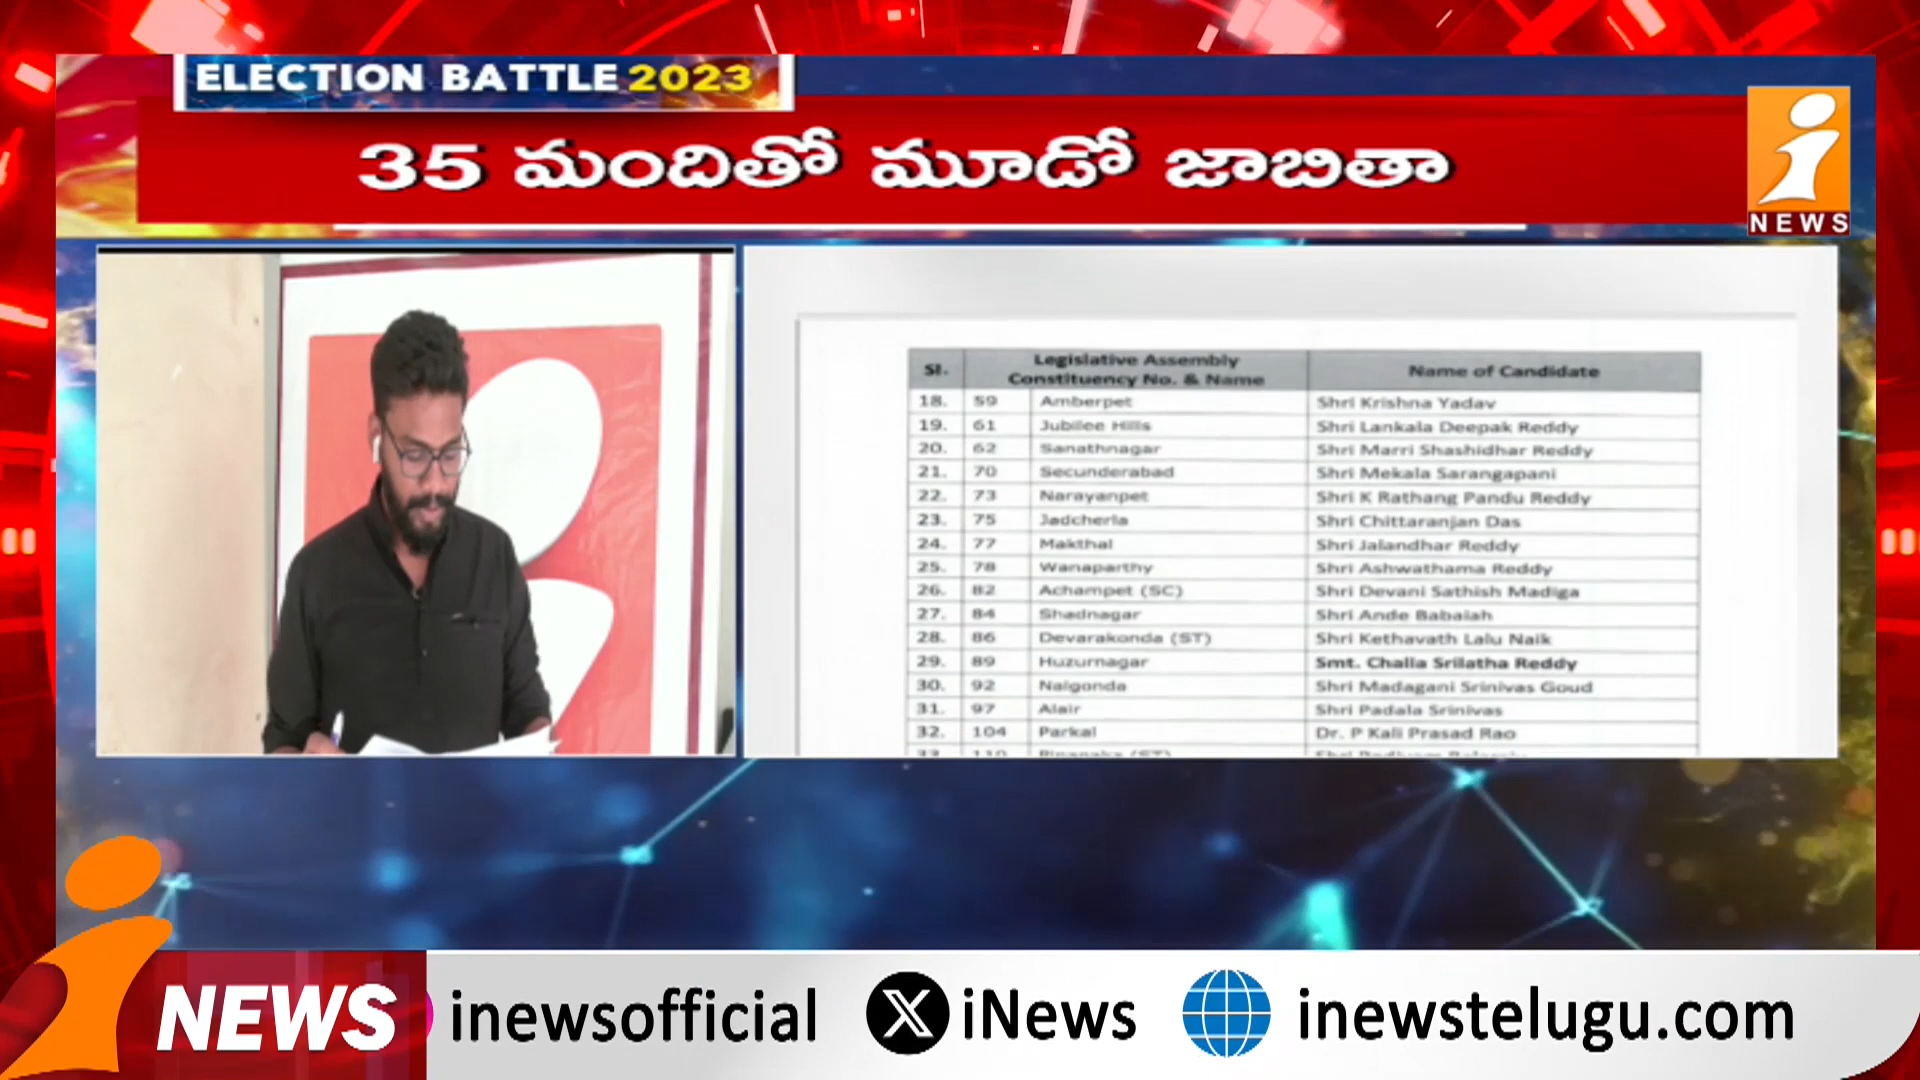 ELECTION BATTLE 2023
35 మందితో మూడో జాబితా
i
NEWS
Sl. Legislative Assembly Constituency No. & Name Name of Candidate
18. 59 Amberpet Shri Krishna Yadav
19. 61 Jubilee Hills Shri Lankala Deepak Reddy
20. 62 Sanathnagar Shri Marri Shashidhar Reddy
21. 70 Secunderabad Shri Mekala Sarangapani
22. 73 Narayanpet Shri K Rathang Pandu Reddy
23. 75 Jadcherla Shri Chittaranjan Das
24. 77 Makthal Shri Jalandhar Reddy
25. 78 Wanaparthy Shri Ashwathama Reddy
26. 82 Achampet (SC) Shri Devani Sathish Madiga
27. 84 Shadnagar Shri Ande Babaiah
28. 86 Devarakonda (ST) Shri Kethavath Lalu Naik
29. 89 Huzurnagar Smt. Challa Srilatha Reddy
30. 92 Nalgonda Shri Madagani Srinivas Goud
31. 97 Alair Shri Padala Srinivas
32. 104 Parkal Dr. P Kali Prasad Rao
i NEWS inewsofficial X iNews inewstelugu.com